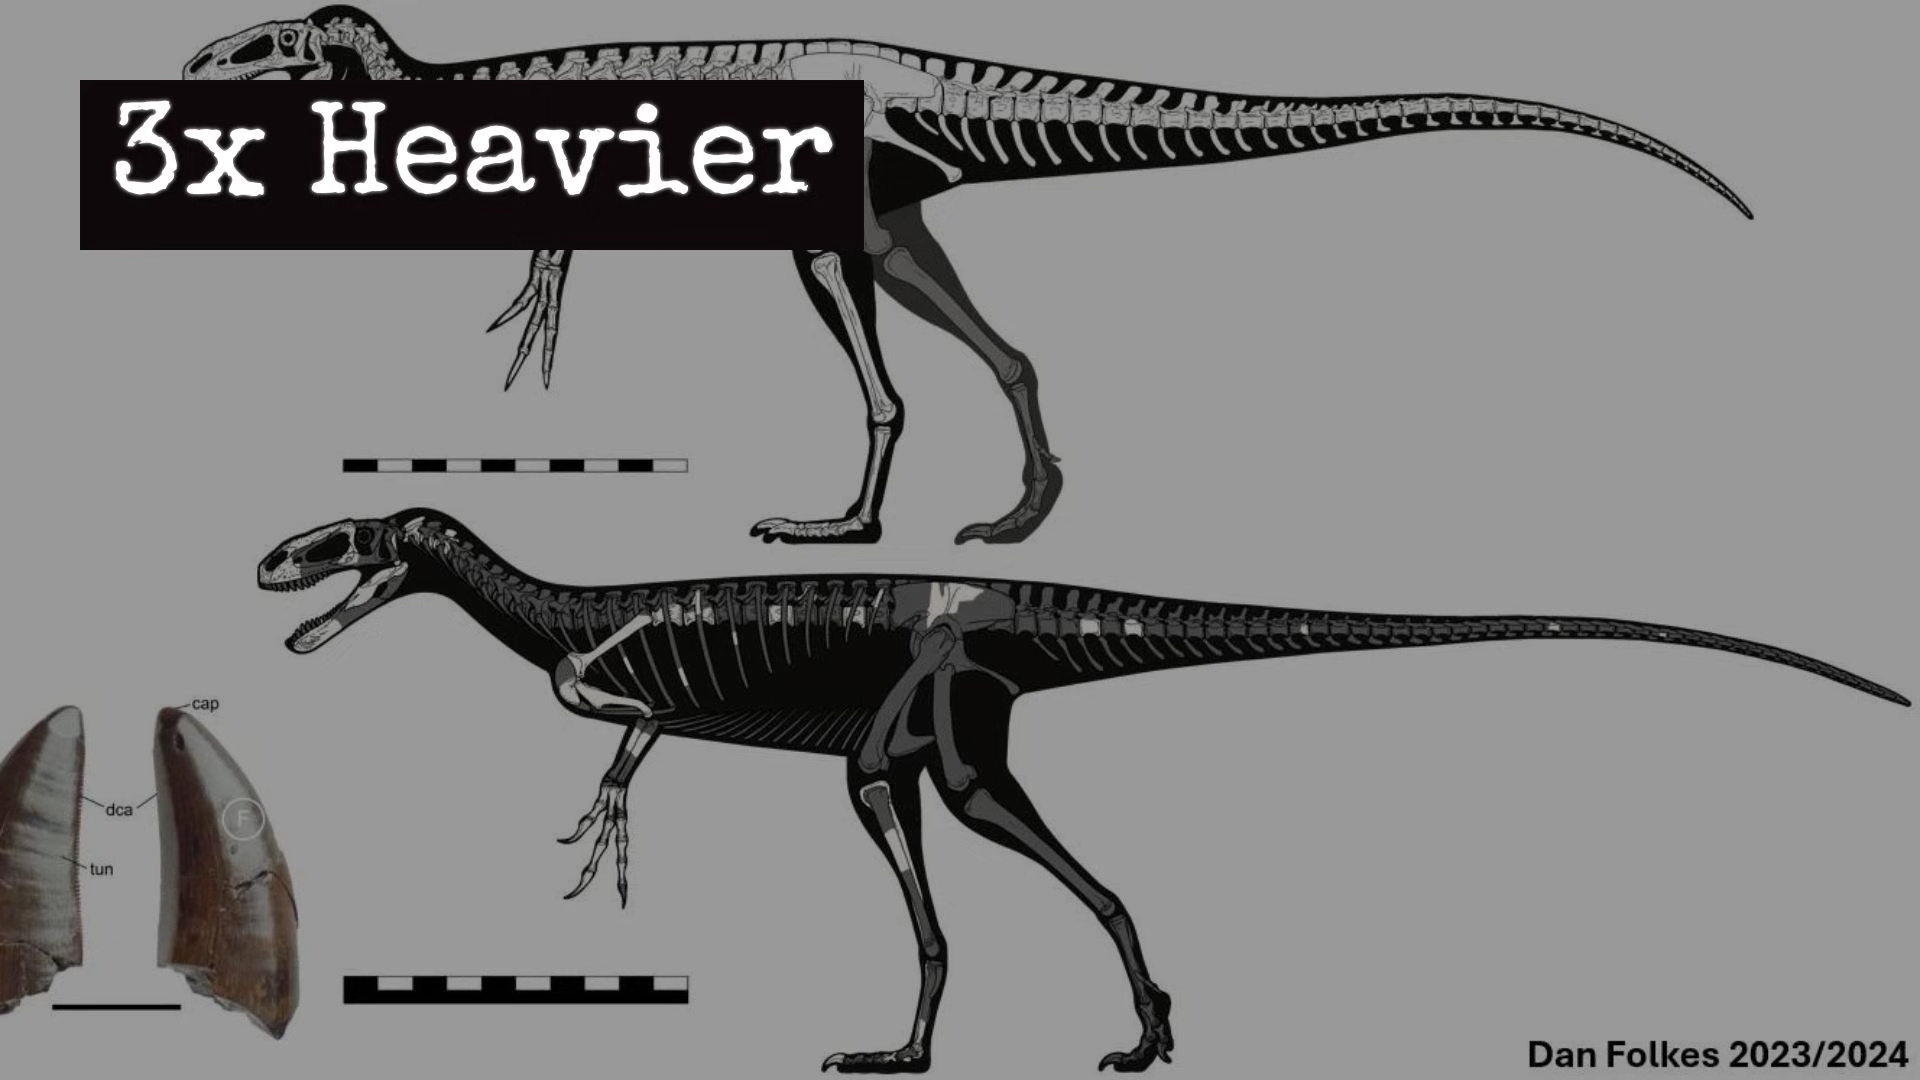 3x Heavier
cap
dca
tun
F
Dan Folkes 2023/2024